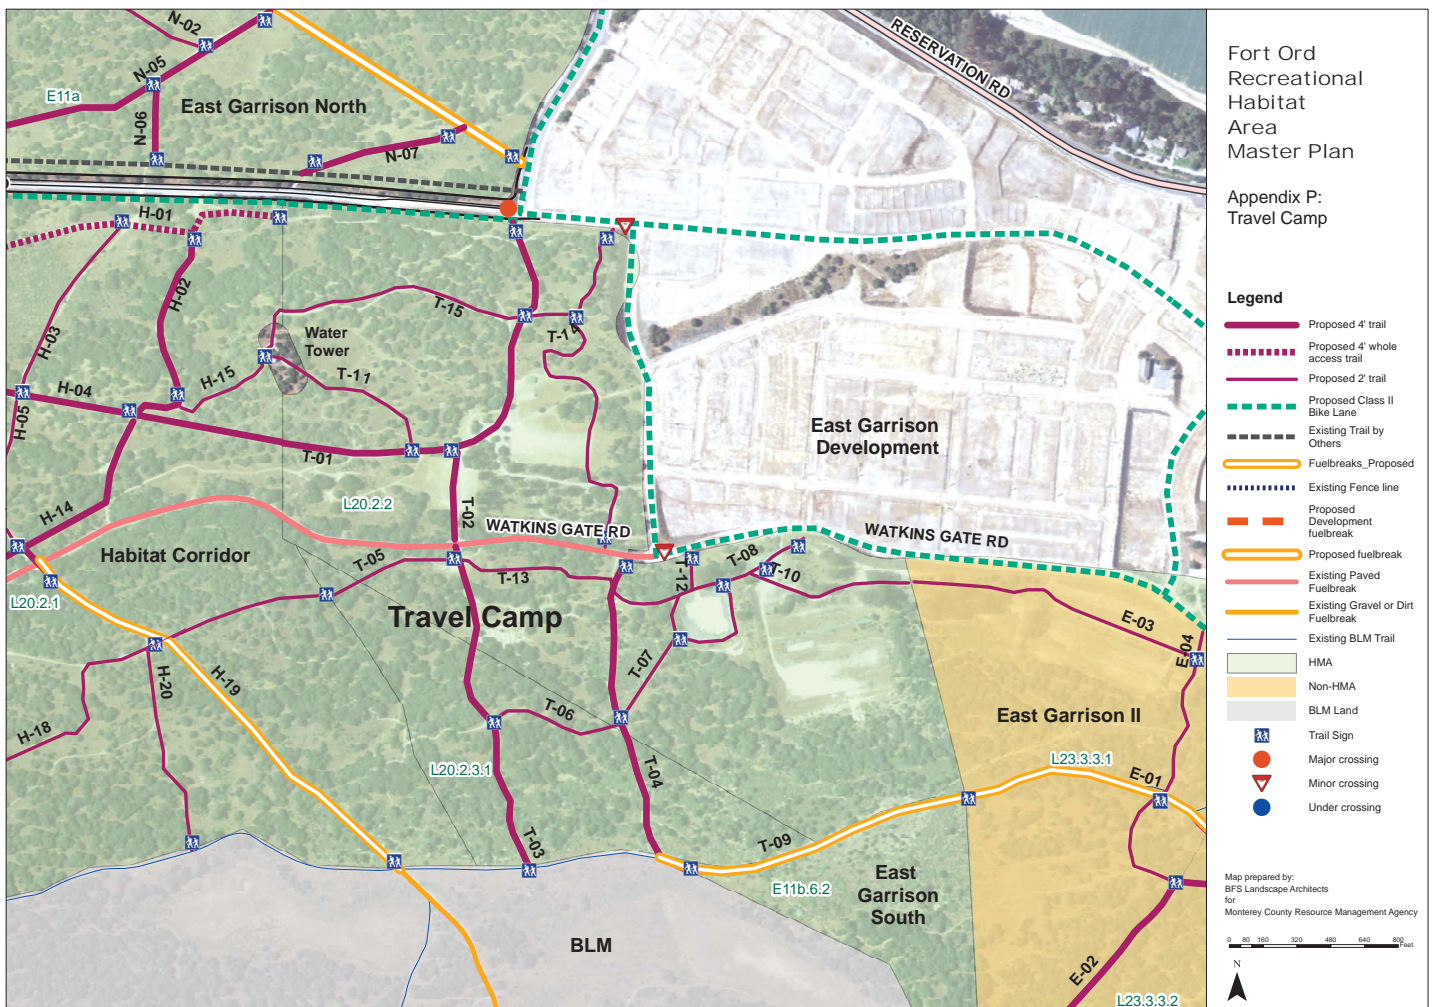 Fort Ord
Recreational
Habitat
Area
Master Plan
Appendix P:
Travel Camp
Legend
Proposed 4' trail
Proposed 4' whole
access trail
Proposed 2' trail
Proposed Class II
Bike Lane
Existing Trail by
Others
Fuelbreaks_Proposed
Existing Fence line
Proposed
Development
fuelbreak
Proposed fuelbreak
Existing Paved
Fuelbreak
Existing Gravel or Dirt
Fuelbreak
Existing BLM Trail
HMA
Non-HMA
BLM Land
Trail Sign
Major crossing
Minor crossing
Under crossing
Map prepared by:
BFS Landscape Architects
for
Monterey County Resource Management Agency
0 80 160 320 480 640 800
Feet
N
N-02
N-05
E11a
East Garrison North
N-06
N-07
RESERVATION RD
H-01
H-02
H-03
T-15
Water
Tower
T-14
H-04
H-15
T-11
H-05
T-01
East Garrison
Development
L20.2.2
H-14
T-02
WATKINS GATE RD
WATKINS GATE RD
Habitat Corridor
T-05
T-13
T-12
T-08
T-10
L20.2.1
Travel Camp
E-03
E-04
T-07
H-20
H-19
H-18
T-06
East Garrison II
L20.2.3.1
T-04
L23.3.3.1
E-01
T-03
T-09
E11b.6.2
East
Garrison
South
BLM
E-02
L23.3.3.2